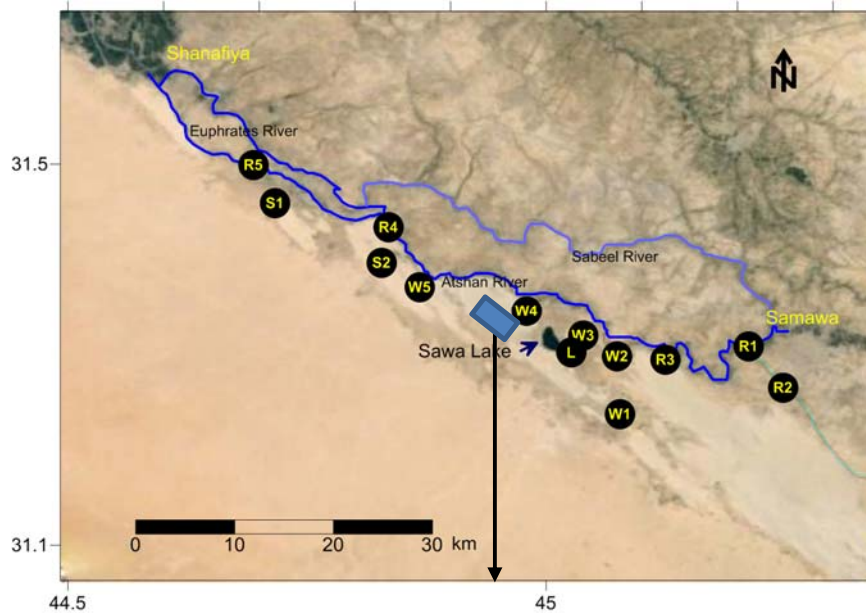 Shanafiya
N
Euphrates River
31.5
R5
S1
R4
Sabeel River
S2
Atshan River
W5
W4
Samawa
W3
Sawa Lake
L
W2
R3
R1
R2
W1
0 10 20 30 km
31.1
44.5
45